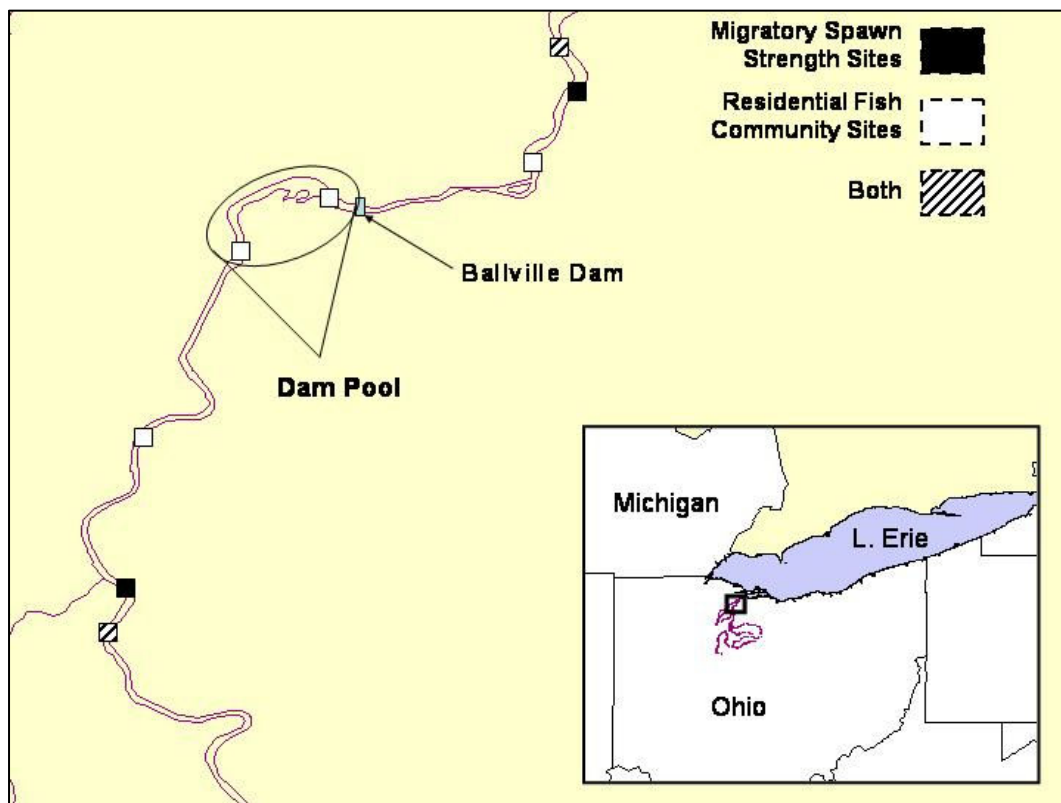 Migratory Spawn
Strength Sites
Residential Fish
Community Sites
Both
Ballville Dam
Dam Pool
Michigan
L. Erie
Ohio